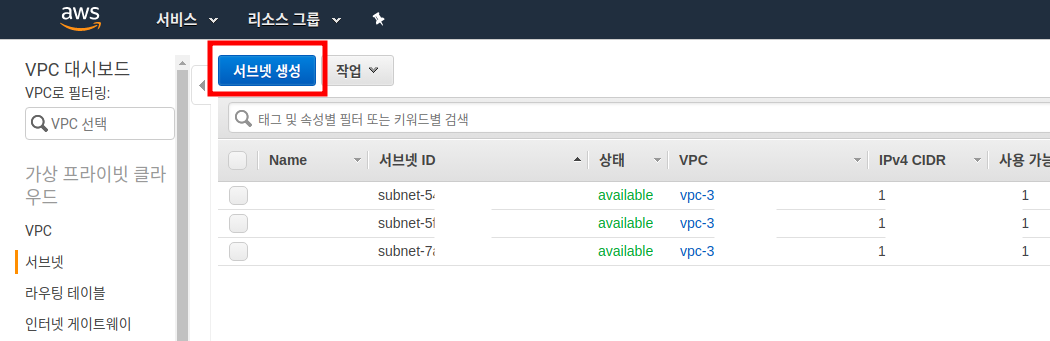 aws 서비스 리소스 그룹
VPC 대시보드
VPC로 필터링:
VPC 선택
가상 프라이빗 클라
우드
VPC
서브넷
라우팅 테이블
인터넷 게이트웨이
서브넷 생성 작업
태그 및 속성별 필터 또는 키워드별 검색
Name 서브넷 ID 상태 VPC IPv4 CIDR 사용 가능
subnet-54 available vpc-3 1 1
subnet-5f available vpc-3 1 1
subnet-7a available vpc-3 1 1